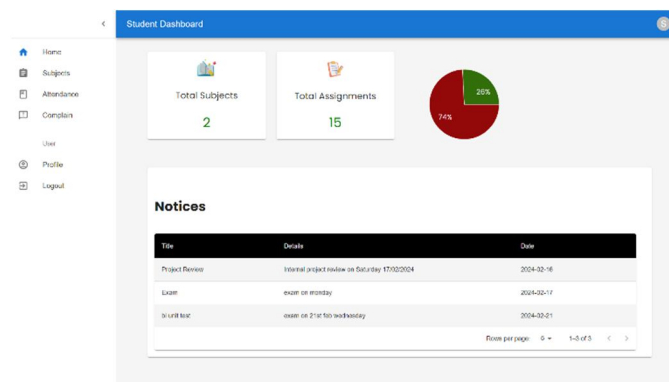 Student Dashboard
S
Home
Subjects
Attendance
Complain
User
Profile
Logout
Total Subjects
2
Total Assignments
15
26%
74%
Notices
Title Details Date
Project Review Internal project review on Saturday 17/02/2024 2024-02-16
Exam exam on monday 2024-02-17
bi unit test exam on 21st feb wednesday 2024-02-21
Rows per page: 1–3 of 3